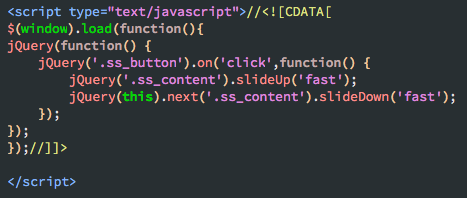 <script type="text/javascript">//<![CDATA[
$(window).load(function(){
jQuery(function() {
    jQuery('.ss_button').on('click',function() {
        jQuery('.ss_content').slideUp('fast');
        jQuery(this).next('.ss_content').slideDown('fast');
    });
});
});//]]>
</script>